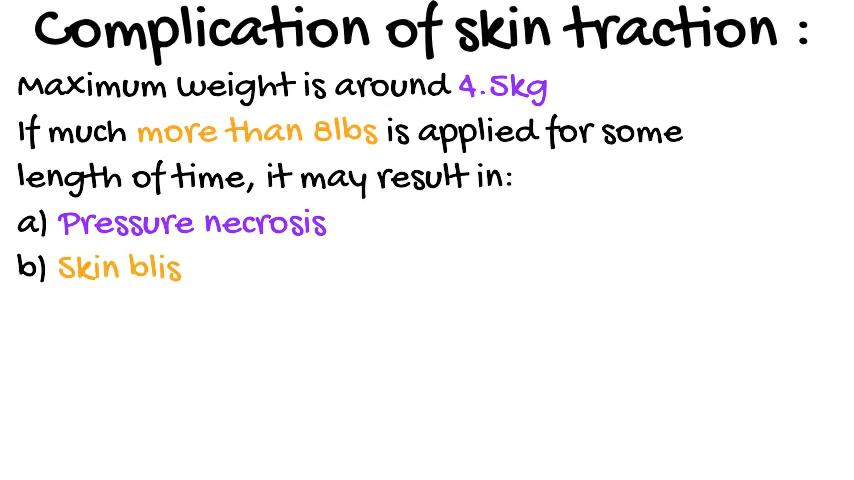 Complication of skin traction :
Maximum weight is around 4.5kg
If much more than 8lbs is applied for some
length of time, it may result in:
a) Pressure necrosis
b) Skin blis